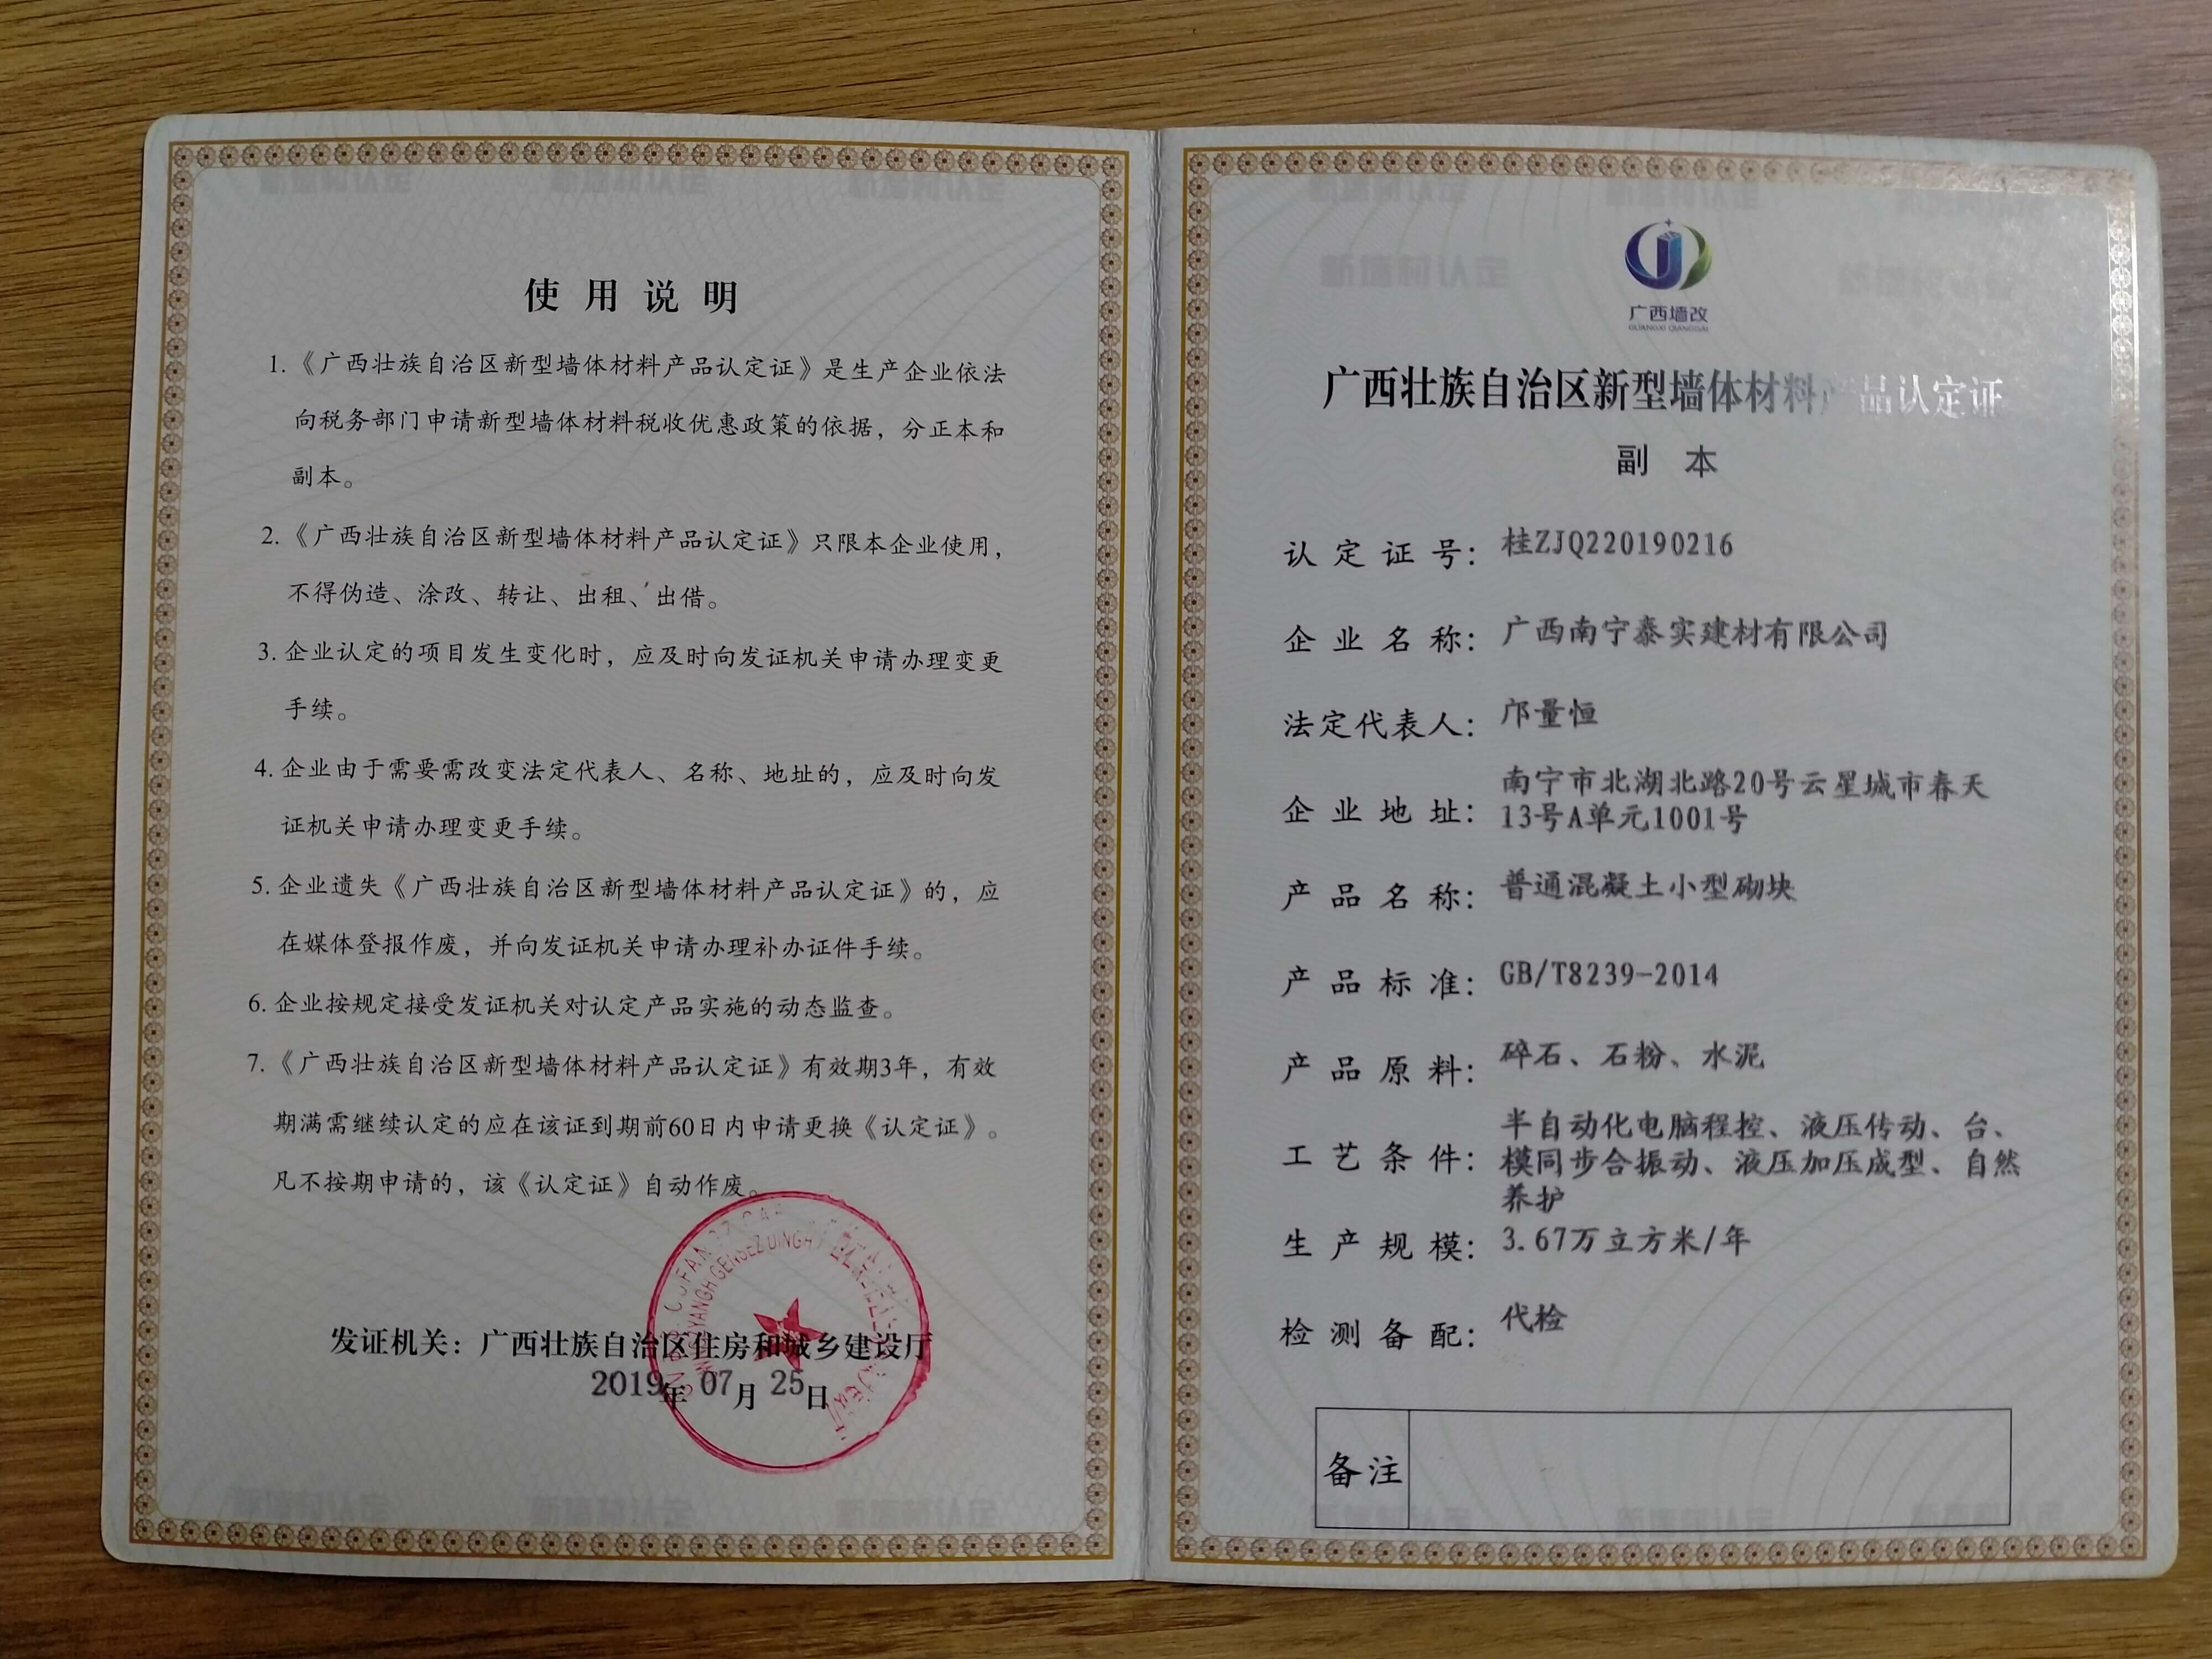 使用说明
1.《广西壮族自治区新型墙体材料产品认定证》是生产企业依法
向税务部门申请新型墙体材料税收优惠政策的依据，分正本和
副本。
2.《广西壮族自治区新型墙体材料产品认定证》只限本企业使用，
不得伪造、涂改、转让、出租、出借。
3.企业认定的项目发生变化时，应及时向发证机关申请办理变更
手续。
4.企业由于需要需改变法定代表人、名称、地址的，应及时向发
证机关申请办理变更手续。
5.企业遗失《广西壮族自治区新型墙体材料产品认定证》的，应
在媒体登报作废，并向发证机关申请办理补办证件手续。
6.企业按规定接受发证机关对认定产品实施的动态监查。
7.《广西壮族自治区新型墙体材料产品认定证》有效期3年，有效
期满需继续认定的应在该证到期前60日内申请更换《认定证》。
凡不按期申请的，该《认定证》自动作废。
发证机关：广西壮族自治区住房和城乡建设厅
2019年07月25日
广西墙改
GUANGXI QIANGGAI
广西壮族自治区新型墙体材料产品认定证
副本
认定证号：桂ZJQ220190216
企业名称：广西南宁泰实建材有限公司
法定代表人：邝量恒
企业地址：南宁市北湖北路20号云星城市春天
13号A单元1001号
产品名称：普通混凝土小型砌块
产品标准：GB/T8239-2014
产品原料：碎石、石粉、水泥
工艺条件：半自动化电脑程控、液压传动、台、
模同步合振动、液压加压成型、自然
养护
生产规模：3.67万立方米/年
检测备配：代检
备注